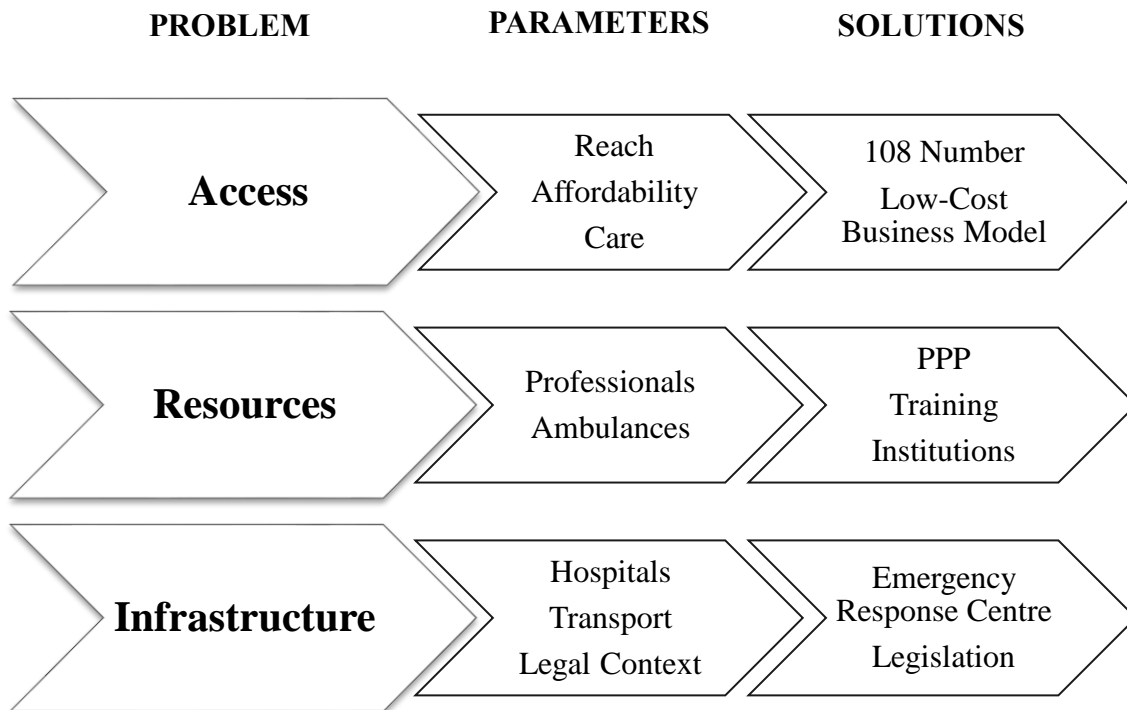 PROBLEM PARAMETERS SOLUTIONS
Access
Reach
Affordability
Care
108 Number
Low-Cost
Business Model
Resources
Professionals
Ambulances
PPP
Training
Institutions
Infrastructure
Hospitals
Transport
Legal Context
Emergency
Response Centre
Legislation